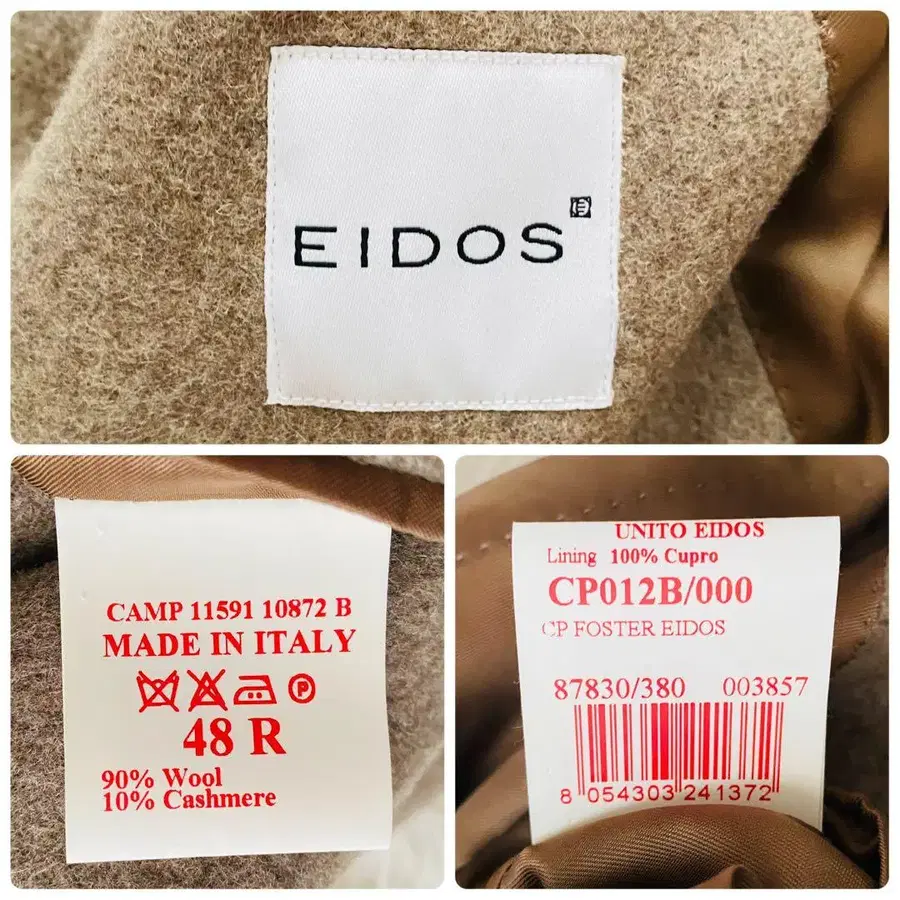 EIDOS
CAMP 11591 10872 B
MADE IN ITALY
P
48 R
90% Wool
10% Cashmere
UNITO EIDOS
Lining 100% Cupro
CP012B/000
CP FOSTER EIDOS
87830/380 003857
8 054303 241372